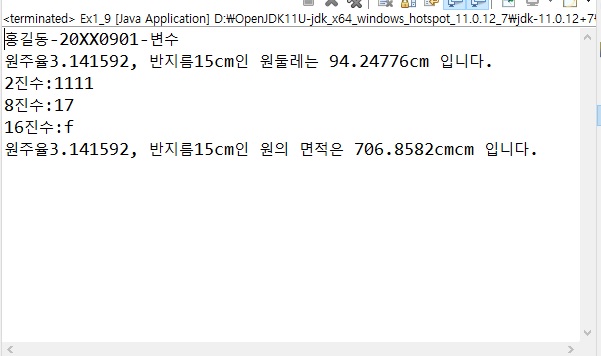 <terminated> Ex1_9 [Java Application] D:₩OpenJDK11U-jdk_x64_windows_hotspot_11.0.12_7₩jdk-11.0.12+7₩
홍길동-20XX0901-변수
원주율3.141592, 반지름15cm인 원둘레는 94.24776cm 입니다.
2진수:1111
8진수:17
16진수:f
원주율3.141592, 반지름15cm인 원의 면적은 706.8582cmcm 입니다.